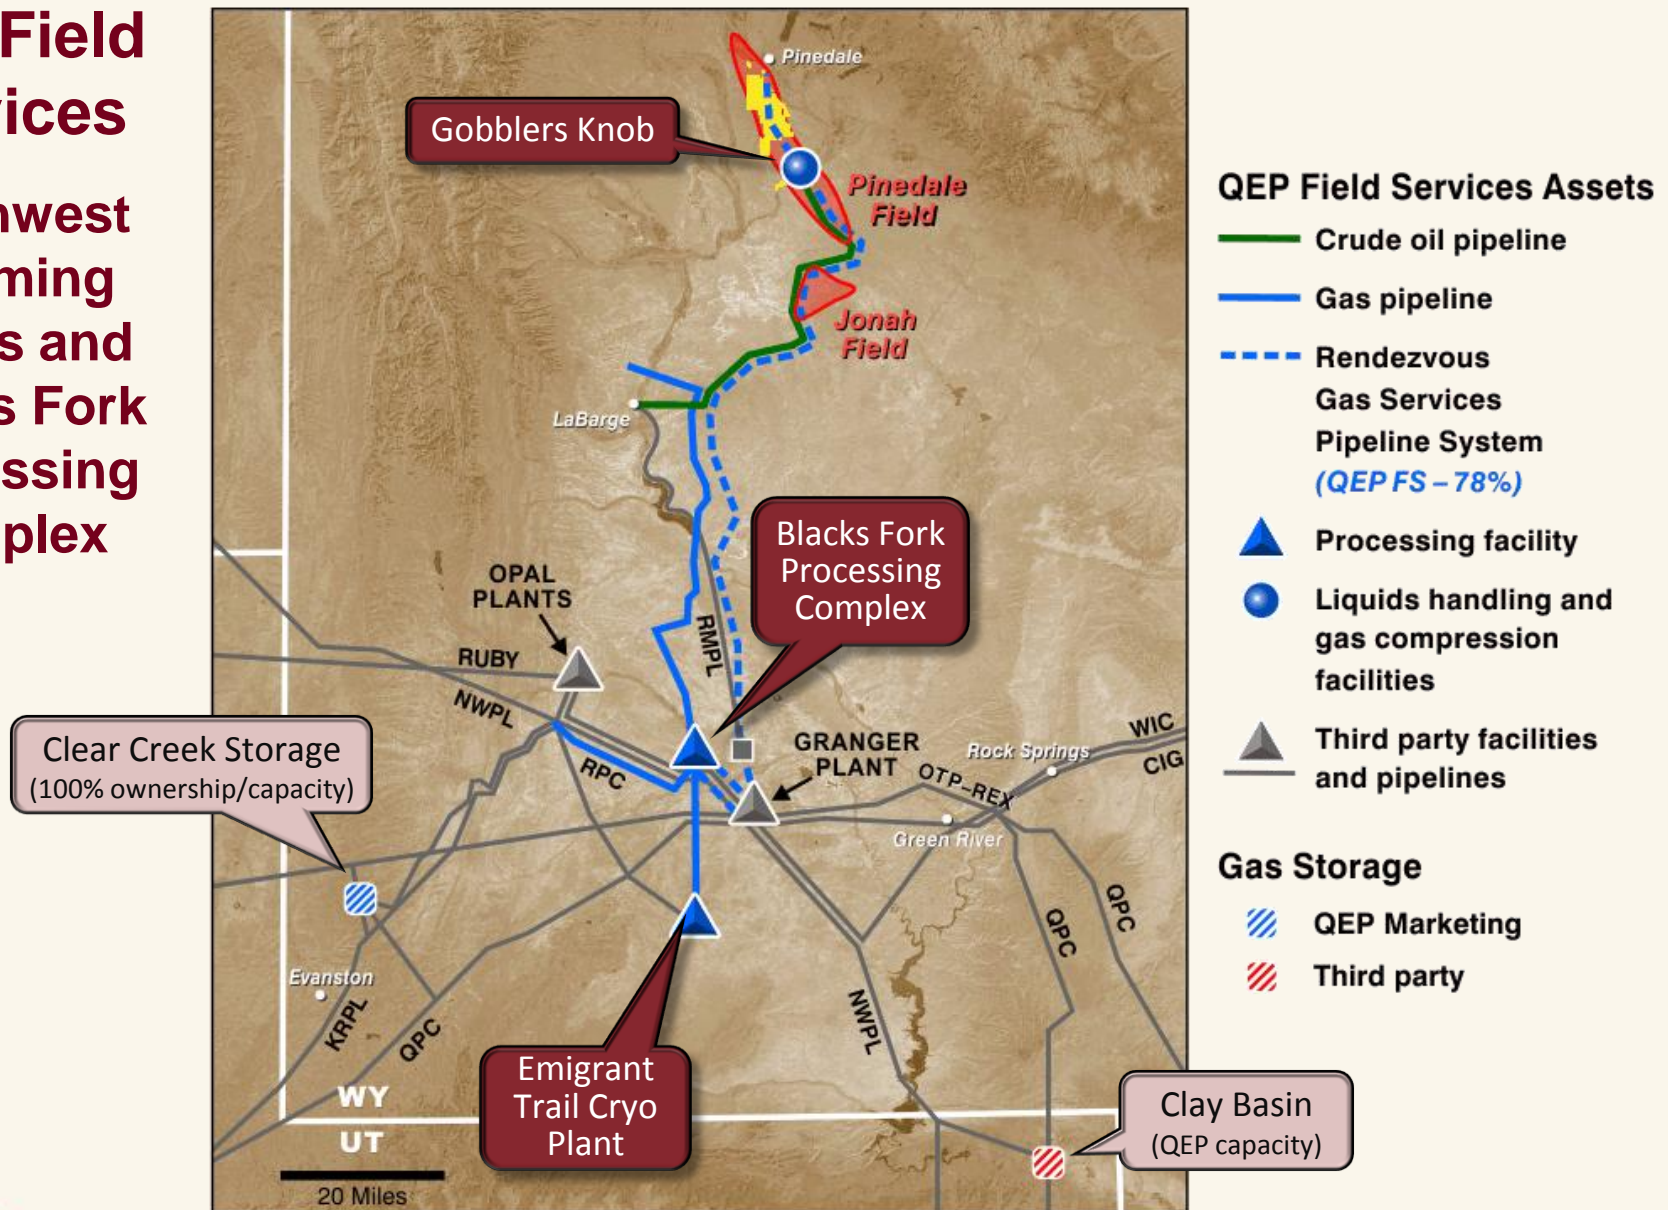 Field
vices
nwest
ming
s and
s Fork
ssing
plex
Pinedale
Gobblers Knob
Pinedale
Field
Jonah
Field
LaBarge
Blacks Fork
Processing
Complex
OPAL
PLANTS
RMPL
RUBY
NWPL
Clear Creek Storage
(100% ownership/capacity)
RPC
GRANGER
PLANT
Rock Springs
WIC
CIG
OTP-REX
Green River
QPC
QPC
Evanston
KRPL
QPC
NWPL
Emigrant
Trail Cryo
Plant
WY
UT
Clay Basin
(QEP capacity)
20 Miles
QEP Field Services Assets
Crude oil pipeline
Gas pipeline
Rendezvous
Gas Services
Pipeline System
(QEP FS – 78%)
Processing facility
Liquids handling and
gas compression
facilities
Third party facilities
and pipelines
Gas Storage
QEP Marketing
Third party